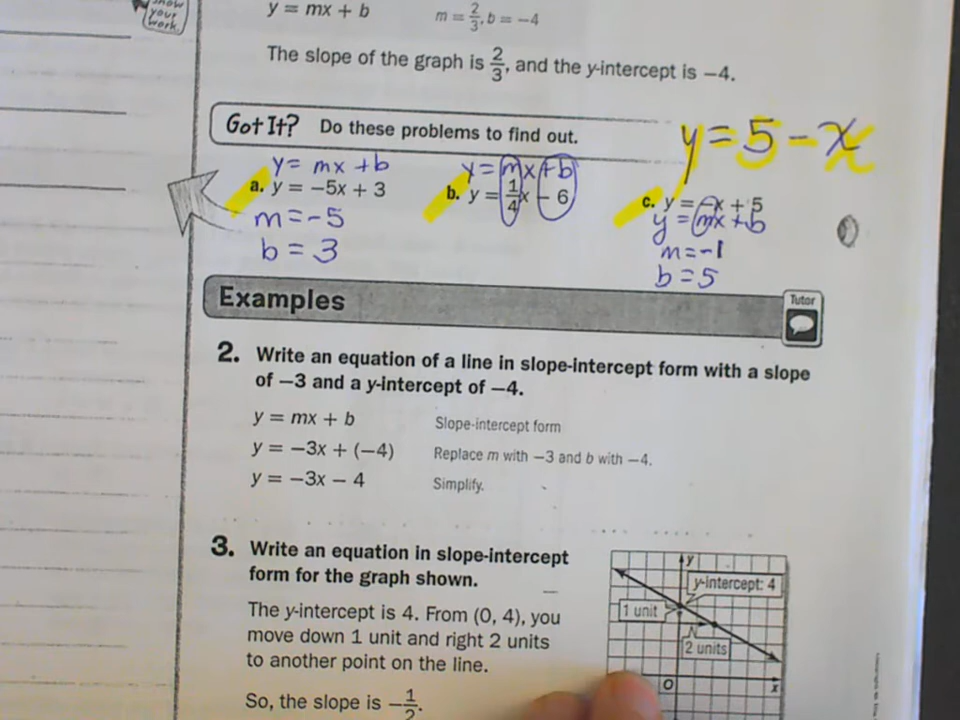 show
your
work.
y = mx + b
m = 2/3, b = −4
The slope of the graph is 2/3, and the y-intercept is −4.
Got It? Do these problems to find out.
y = 5 − x
y = mx + b
a. y = −5x + 3
m = −5
b = 3
y = mx + b
b. y = 1/4x − 6
c. y = −x + 5
y = mx + b
m = −1
b = 5
Examples
Tutor
2. Write an equation of a line in slope-intercept form with a slope
of −3 and a y-intercept of −4.
y = mx + b Slope-intercept form
y = −3x + (−4) Replace m with −3 and b with −4.
y = −3x − 4 Simplify.
3. Write an equation in slope-intercept
form for the graph shown.
The y-intercept is 4. From (0, 4), you
move down 1 unit and right 2 units
to another point on the line.
So, the slope is −1/2.
y
y-intercept: 4
1 unit
2 units
O
x